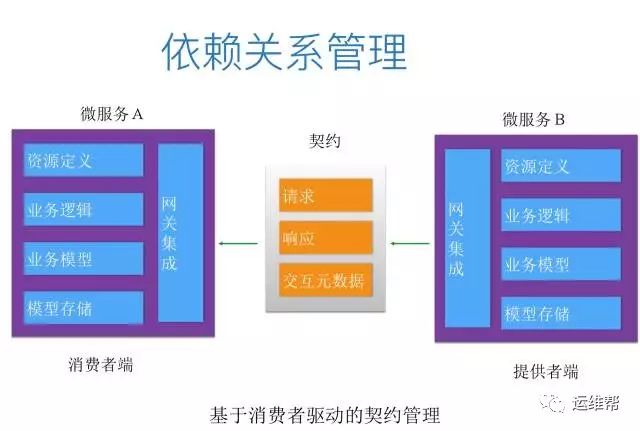 依赖关系管理
微服务A
资源定义
业务逻辑
业务模型
模型存储
网关集成
消费者端
契约
请求
响应
交互元数据
微服务B
网关集成
资源定义
业务逻辑
业务模型
模型存储
提供者端
运维帮
基于消费者驱动的契约管理